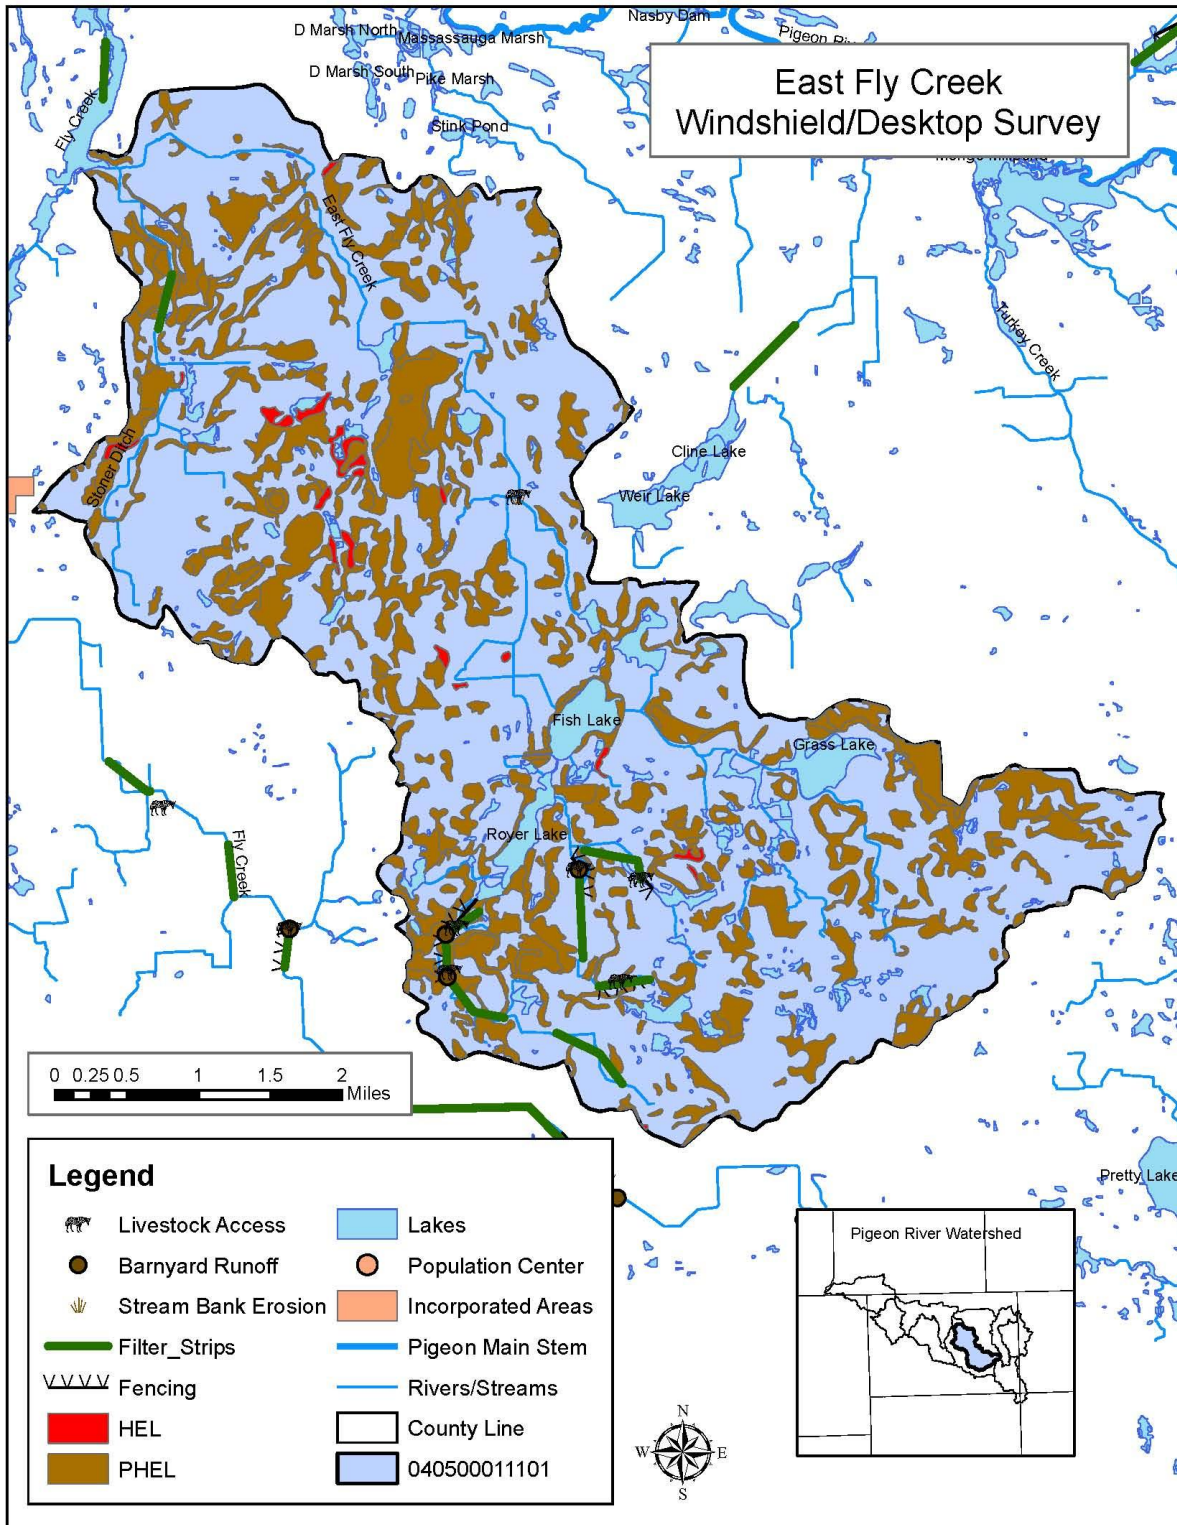 Nasby Dam
D Marsh North
Massassauga Marsh
Pigeon Riv
D Marsh South
Pike Marsh
East Fly Creek
Windshield/Desktop Survey
Fly Creek
Stink Pond
East Fly Creek
Turkey Creek
Cline Lake
Stoner Ditch
Weir Lake
Fish Lake
Grass Lake
Royer Lake
Fly Creek
0 0.25 0.5 1 1.5 2
Miles
Pretty Lake
Legend
Livestock Access
Lakes
Barnyard Runoff
Population Center
Stream Bank Erosion
Incorporated Areas
Filter_Strips
Pigeon Main Stem
Fencing
Rivers/Streams
HEL
County Line
PHEL
040500011101
Pigeon River Watershed
N
W E
S